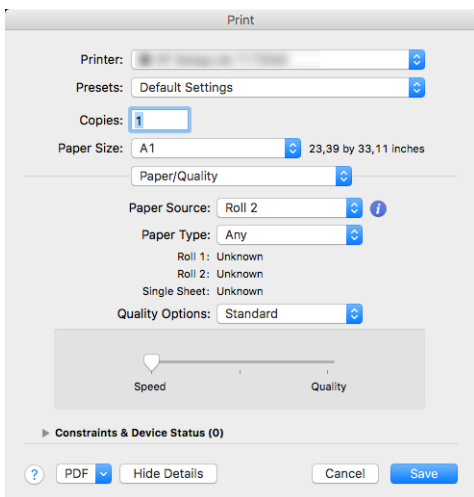 Print
Printer:
Presets: Default Settings
Copies: 1
Paper Size: A1 23,39 by 33,11 inches
Paper/Quality
Paper Source: Roll 2 i
Paper Type: Any
Roll 1: Unknown
Roll 2: Unknown
Single Sheet: Unknown
Quality Options: Standard
Speed Quality
Constraints & Device Status (0)
? PDF Hide Details Cancel Save